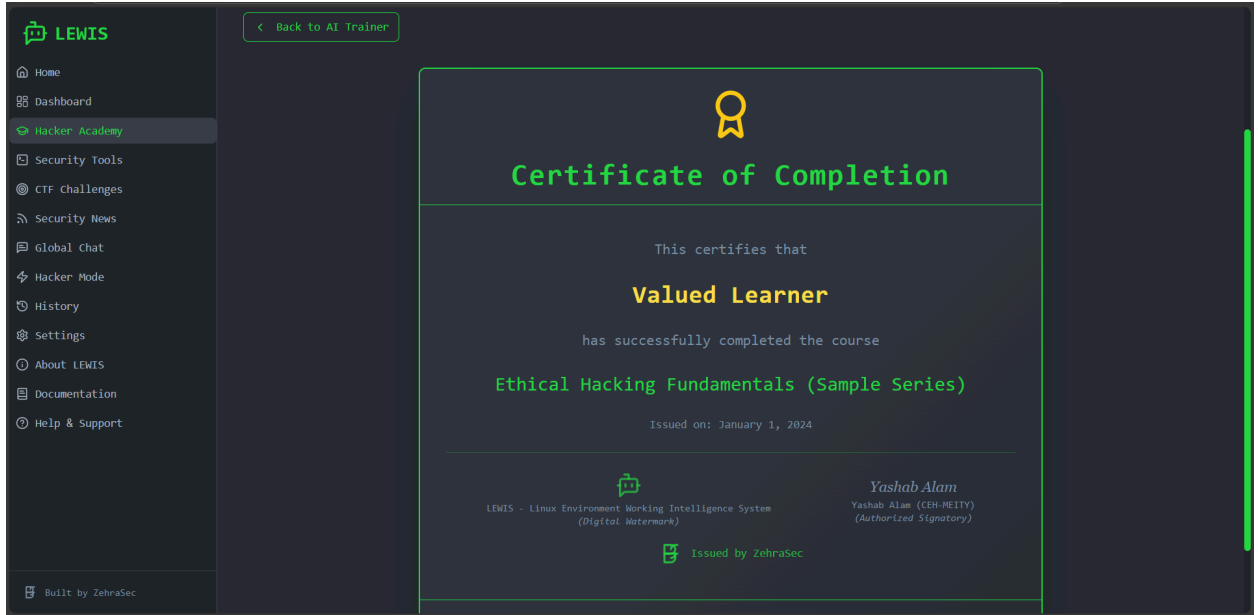 LEWIS
Home
Dashboard
Hacker Academy
Security Tools
CTF Challenges
Security News
Global Chat
Hacker Mode
History
Settings
About LEWIS
Documentation
Help & Support
Built by ZehraSec
Back to AI Trainer
Certificate of Completion
This certifies that
Valued Learner
has successfully completed the course
Ethical Hacking Fundamentals (Sample Series)
Issued on: January 1, 2024
LEWIS - Linux Environment Working Intelligence System
(Digital Watermark)
Yashab Alam
Yashab Alam (CEH-MEITY)
(Authorized Signatory)
Issued by ZehraSec